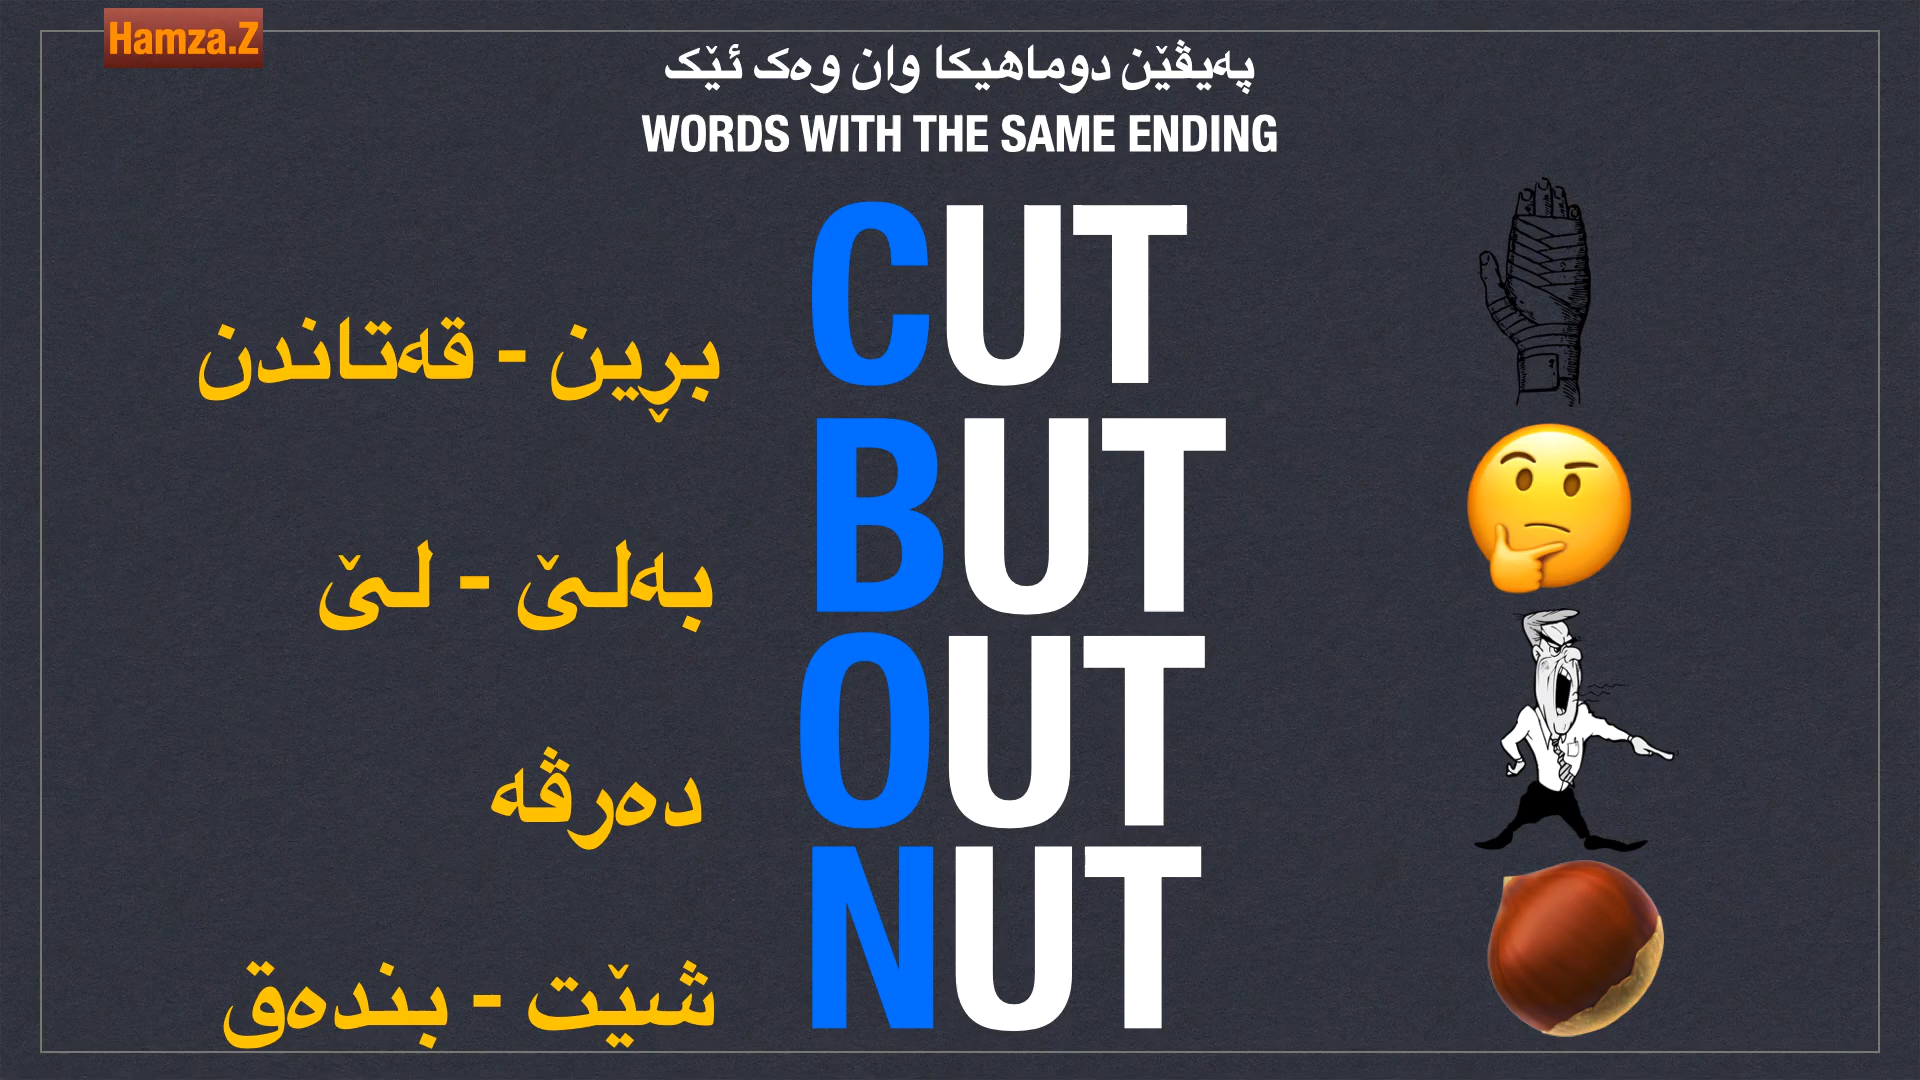 Hamza.Z
پەیڤێن دوماهیکا وان وەک ئێک
WORDS WITH THE SAME ENDING
CUT
بڕین - قەتاندن
BUT
بەلێ - لێ
OUT
دەرڤە
NUT
شێت - بندەق